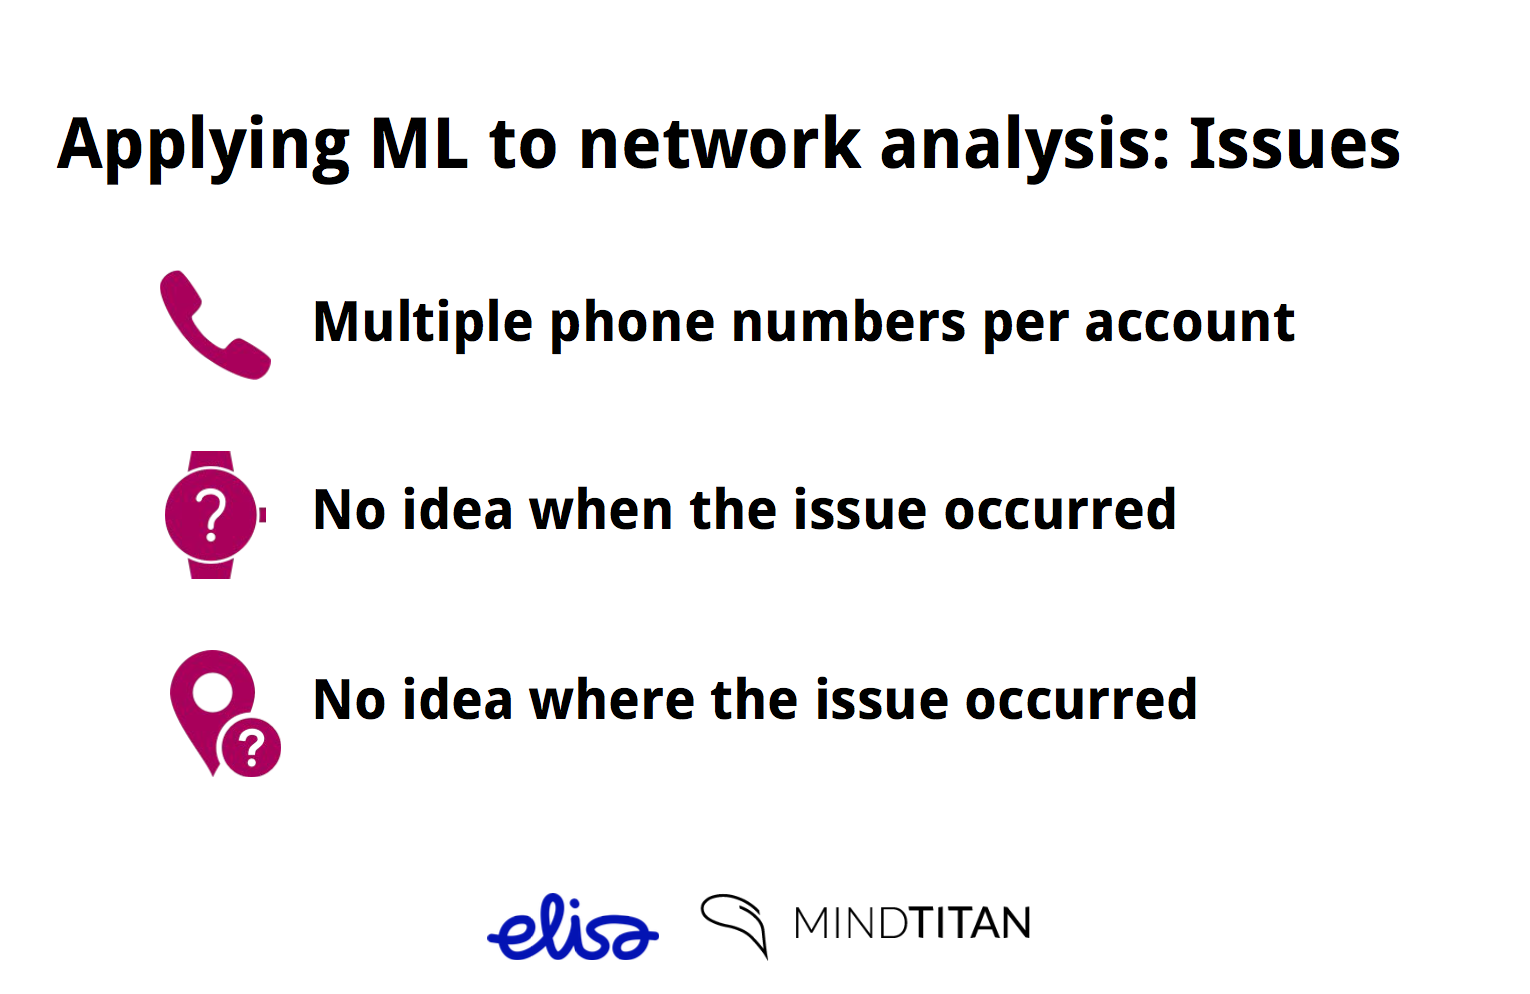 Applying ML to network analysis: Issues
Multiple phone numbers per account
?
No idea when the issue occurred
No idea where the issue occurred
?
elisa
MINDTITAN